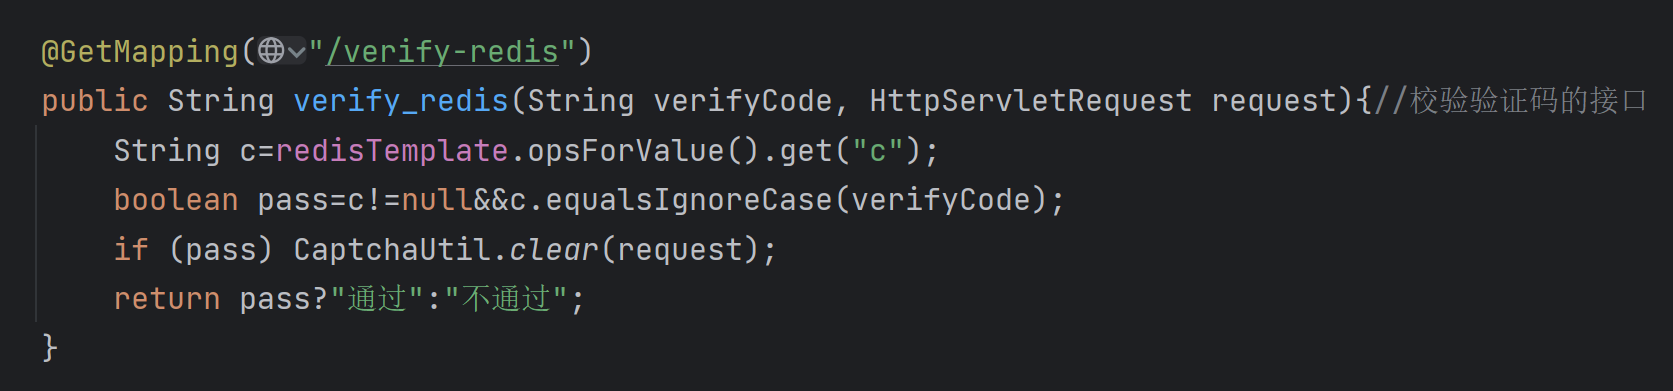 @GetMapping("/verify-redis")
public String verify_redis(String verifyCode, HttpServletRequest request){//校验验证码的接口
String c=redisTemplate.opsForValue().get("c");
boolean pass=c!=null&&c.equalsIgnoreCase(verifyCode);
if (pass) CaptchaUtil.clear(request);
return pass?"通过":"不通过";
}